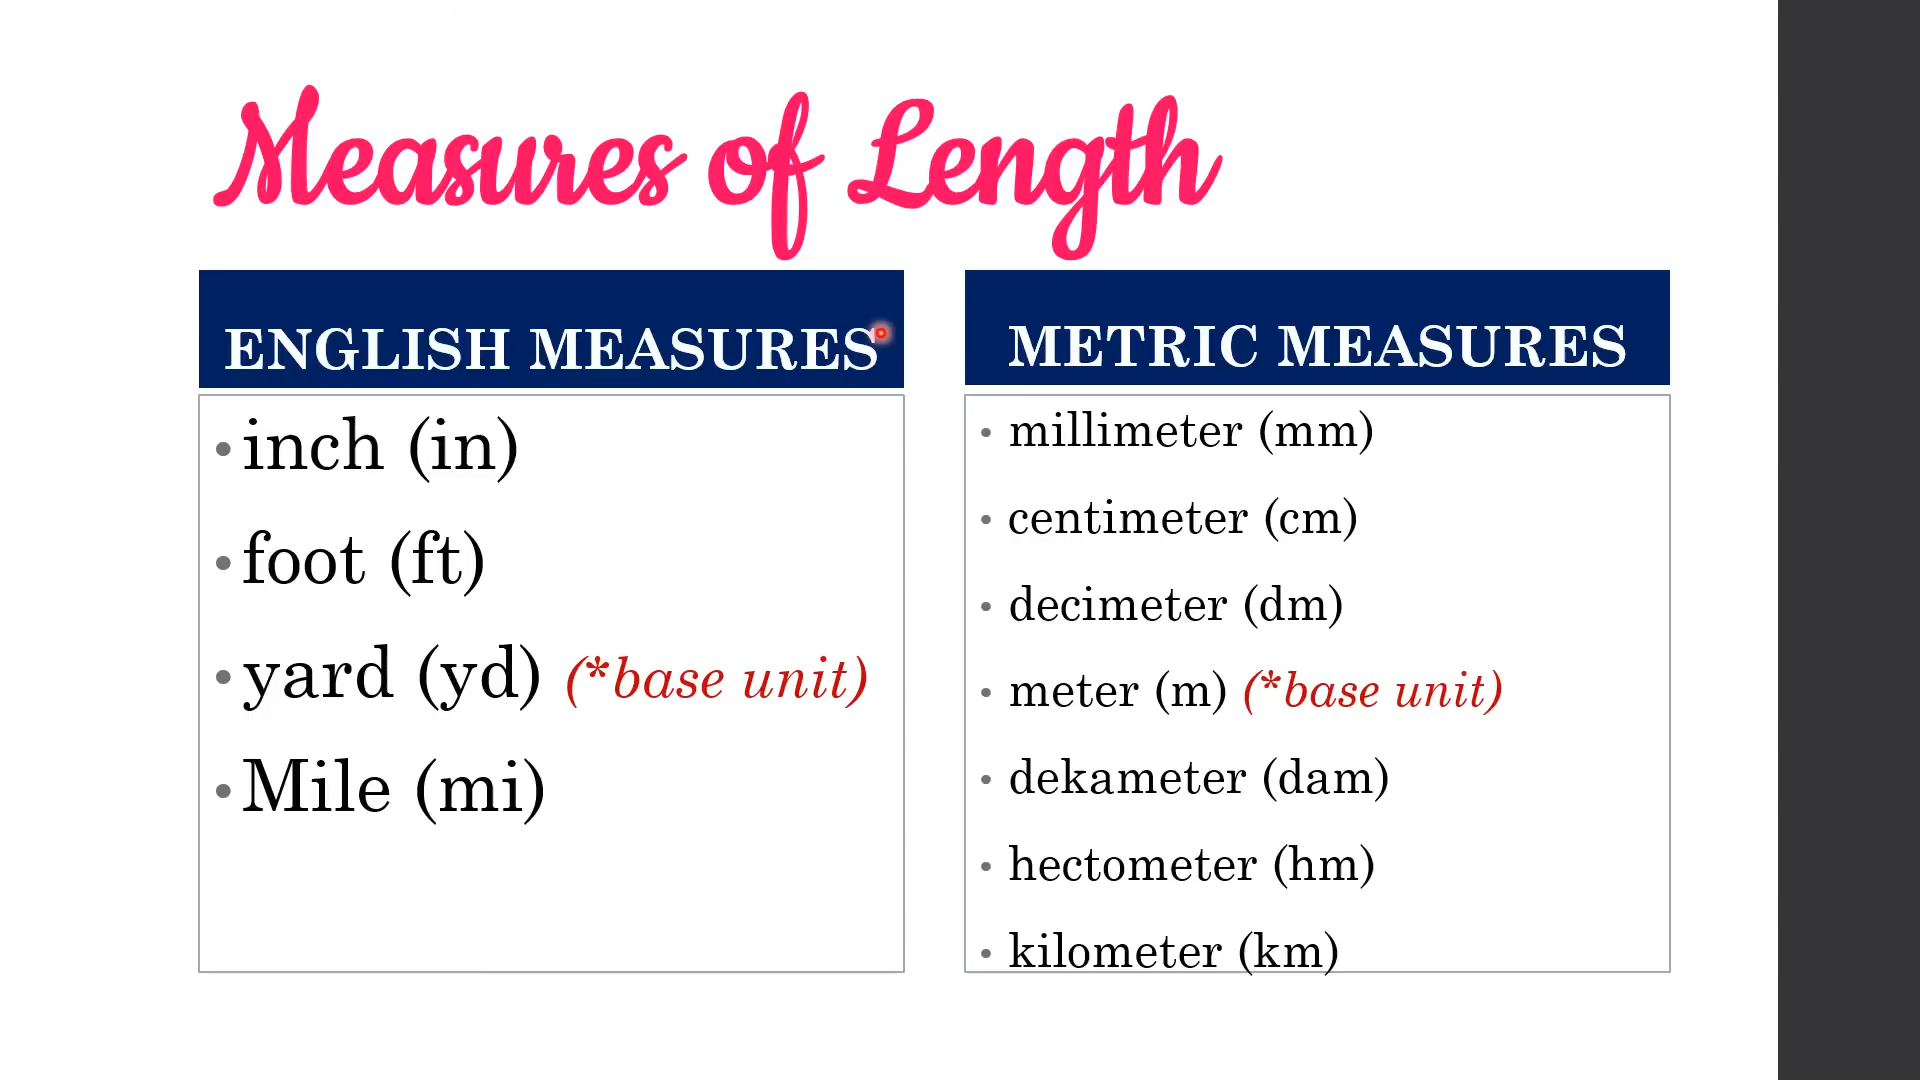 Measures of Length
ENGLISH MEASURES
• inch (in)
• foot (ft)
• yard (yd) (*base unit)
• Mile (mi)
METRIC MEASURES
• millimeter (mm)
• centimeter (cm)
• decimeter (dm)
• meter (m) (*base unit)
• dekameter (dam)
• hectometer (hm)
• kilometer (km)